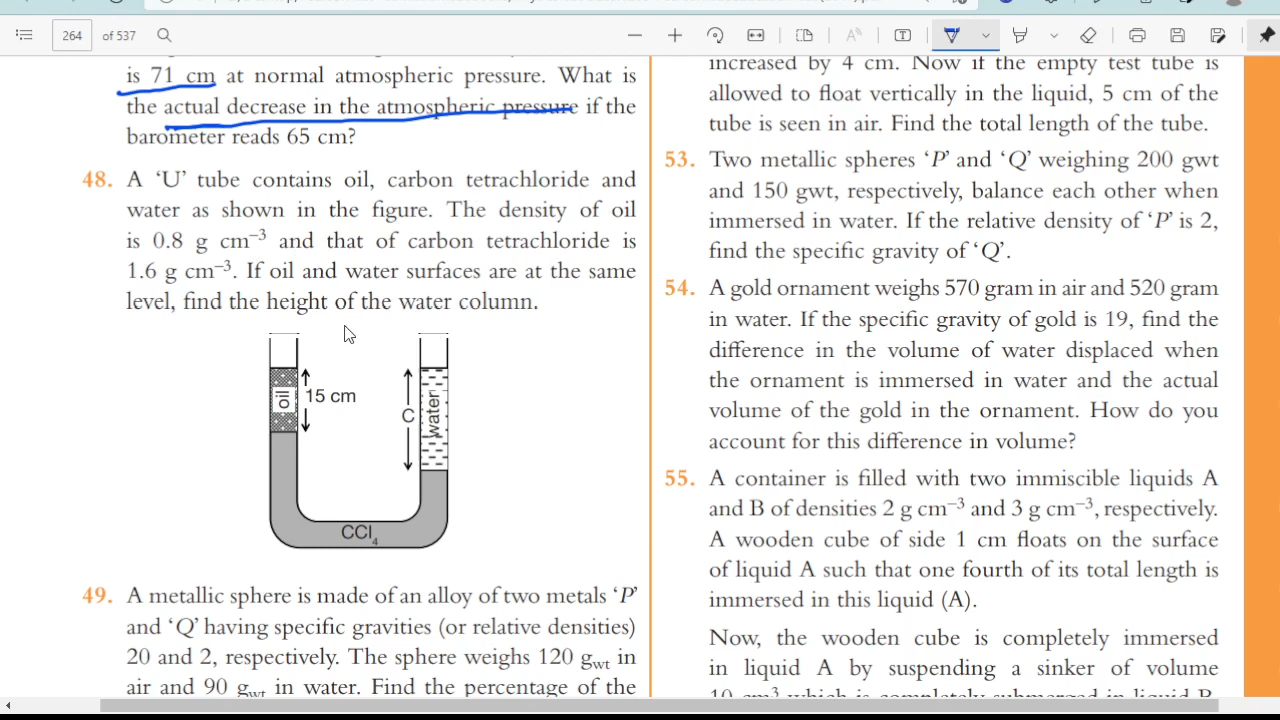 264 of 537
is 71 cm at normal atmospheric pressure. What is
the actual decrease in the atmospheric pressure if the
barometer reads 65 cm?
48. A ‘U’ tube contains oil, carbon tetrachloride and
water as shown in the figure. The density of oil
is 0.8 g cm⁻³ and that of carbon tetrachloride is
1.6 g cm⁻³. If oil and water surfaces are at the same
level, find the height of the water column.
oil
15 cm
C
water
CCl₄
49. A metallic sphere is made of an alloy of two metals ‘P’
and ‘Q’ having specific gravities (or relative densities)
20 and 2, respectively. The sphere weighs 120 g_wt in
air and 90 g_wt in water. Find the percentage of the
increased by 4 cm. Now if the empty test tube is
allowed to float vertically in the liquid, 5 cm of the
tube is seen in air. Find the total length of the tube.
53. Two metallic spheres ‘P’ and ‘Q’ weighing 200 gwt
and 150 gwt, respectively, balance each other when
immersed in water. If the relative density of ‘P’ is 2,
find the specific gravity of ‘Q’.
54. A gold ornament weighs 570 gram in air and 520 gram
in water. If the specific gravity of gold is 19, find the
difference in the volume of water displaced when
the ornament is immersed in water and the actual
volume of the gold in the ornament. How do you
account for this difference in volume?
55. A container is filled with two immiscible liquids A
and B of densities 2 g cm⁻³ and 3 g cm⁻³, respectively.
A wooden cube of side 1 cm floats on the surface
of liquid A such that one fourth of its total length is
immersed in this liquid (A).
Now, the wooden cube is completely immersed
in liquid A by suspending a sinker of volume
10 cm³ which is completely submerged in liquid B.